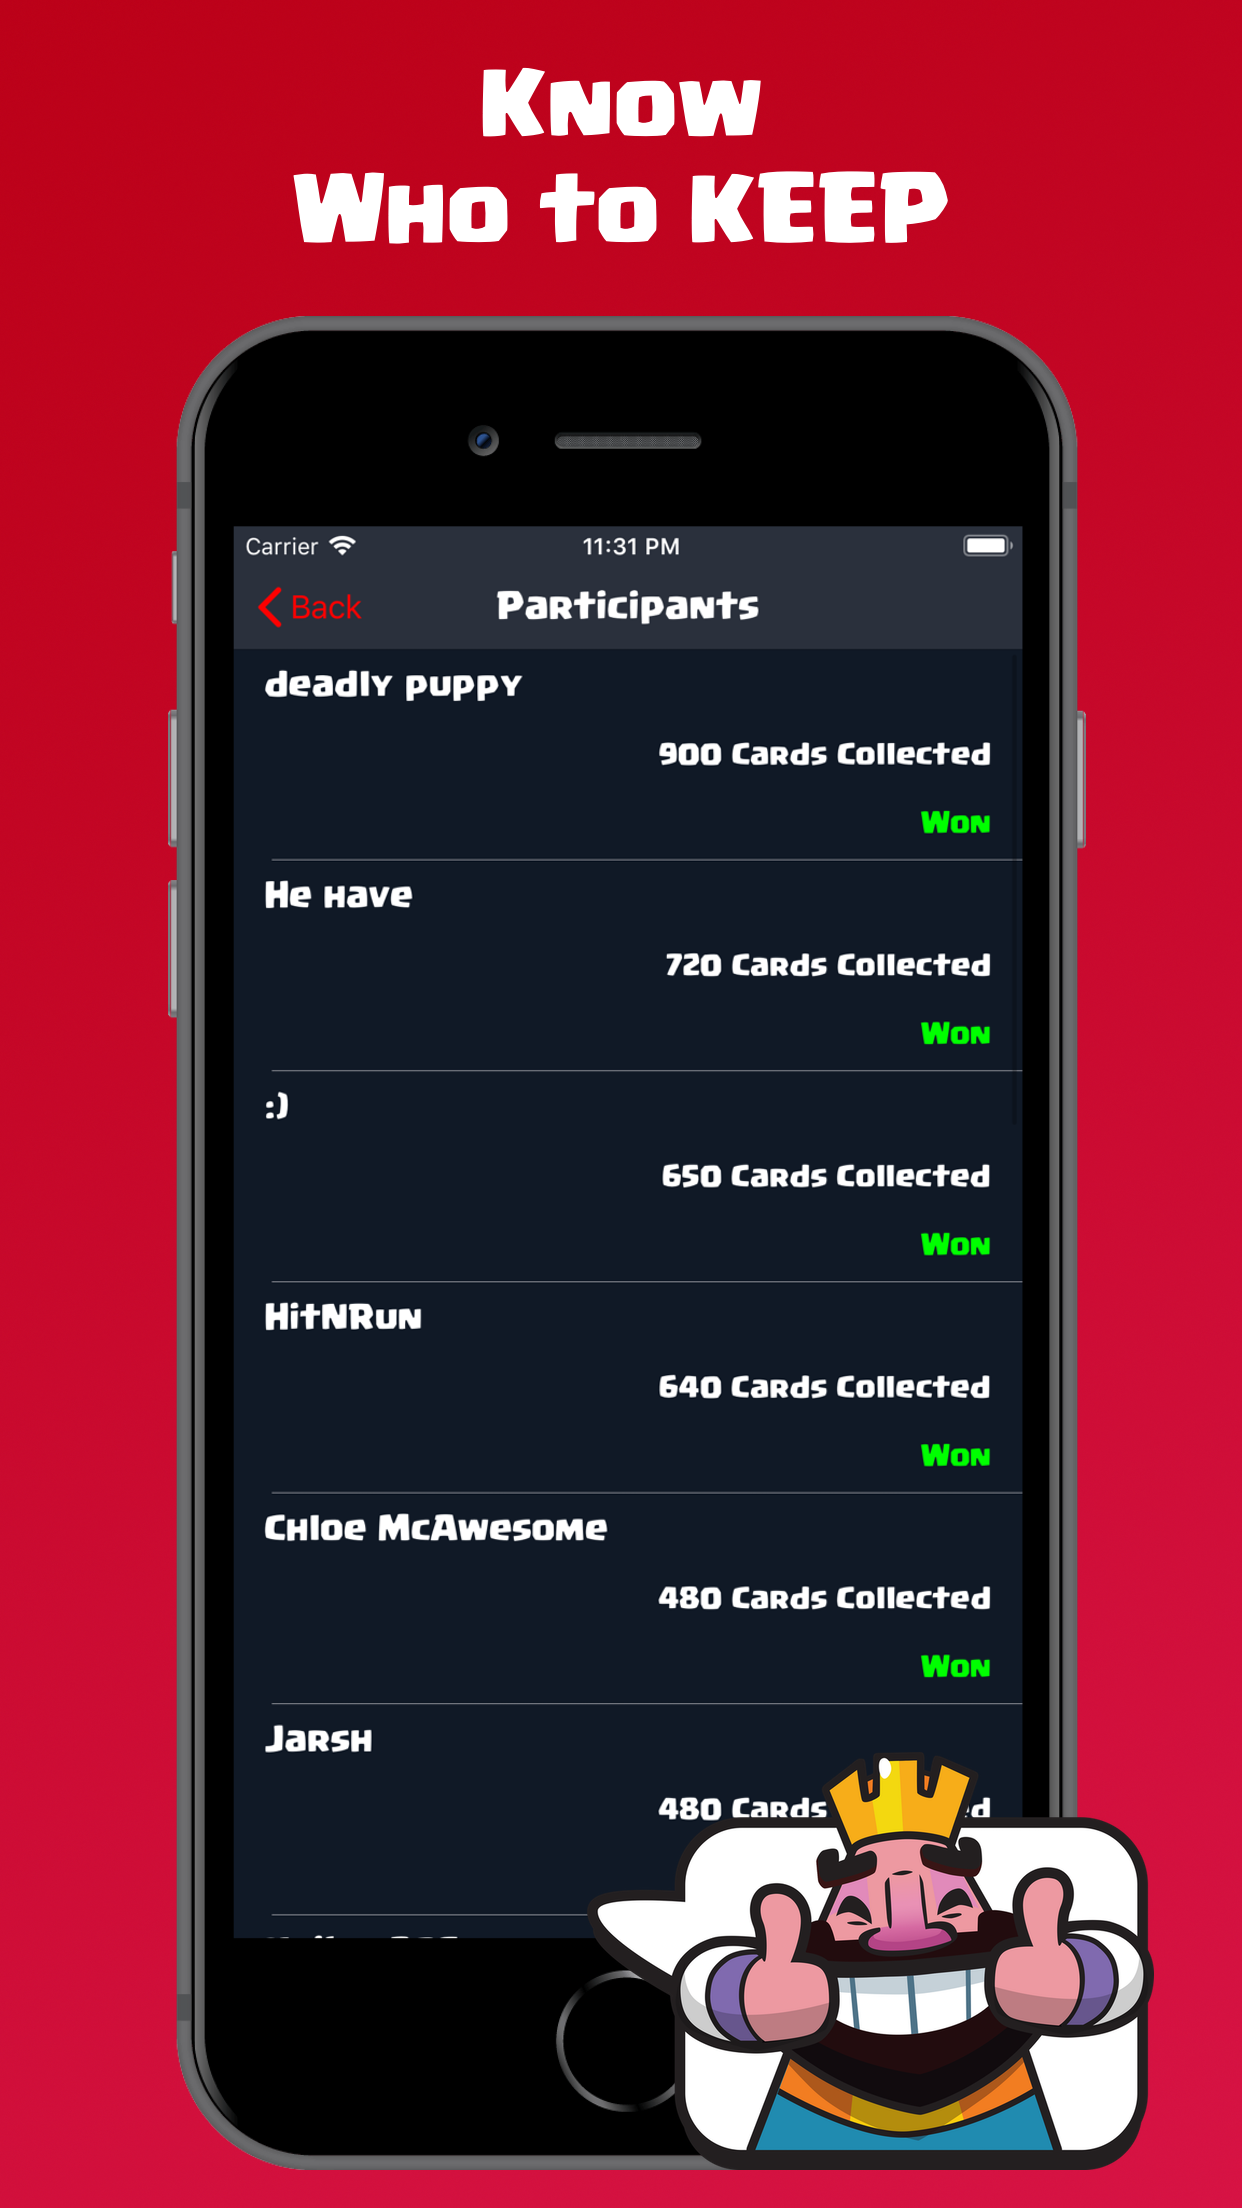 Know
Who to KEEP
Carrier
11:31 PM
Back
Participants
deadly puppy
900 Cards Collected
Won
He have
720 Cards Collected
Won
:)
650 Cards Collected
Won
HitNRun
640 Cards Collected
Won
Chloe McAwesome
480 Cards Collected
Won
Jarsh
480 Cards